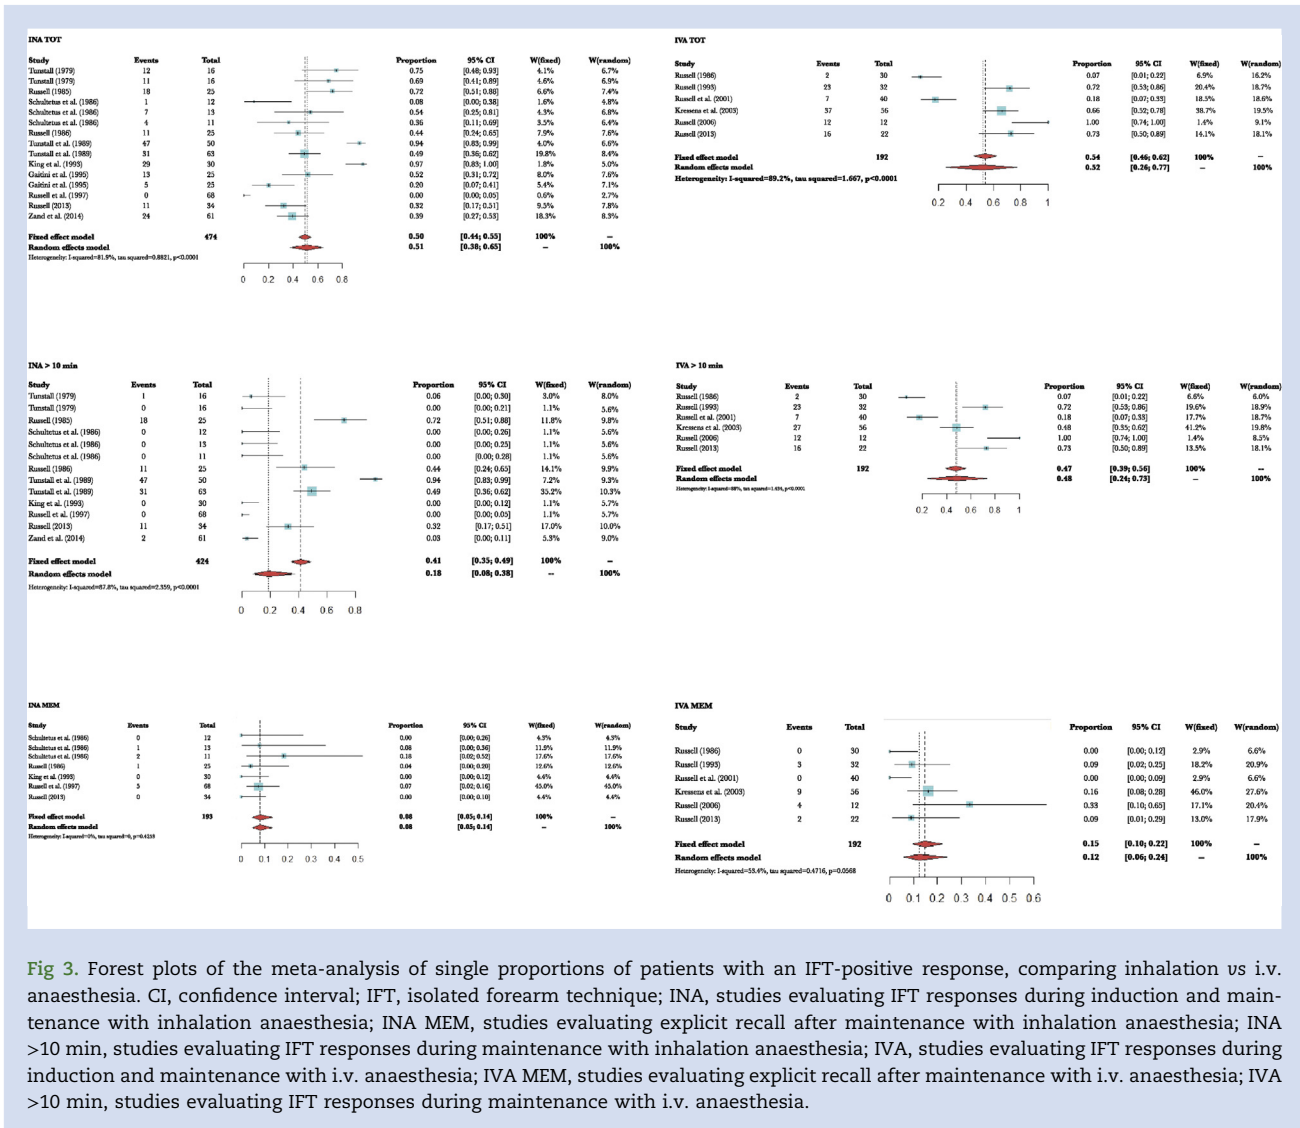 INA TOT
Study Events Total Proportion 95% CI W(fixed) W(random)
Tunstall (1979) 12 16 0.75 [0.48; 0.93] 4.1% 6.7%
Tunstall (1979) 11 16 0.69 [0.41; 0.89] 4.6% 6.9%
Russell (1985) 18 25 0.72 [0.51; 0.88] 6.6% 7.4%
Schultetus et al. (1986) 1 12 0.08 [0.00; 0.38] 1.6% 4.8%
Schultetus et al. (1986) 7 13 0.54 [0.25; 0.81] 4.3% 6.8%
Schultetus et al. (1986) 4 11 0.36 [0.11; 0.69] 3.5% 6.4%
Russell (1986) 11 25 0.44 [0.24; 0.65] 7.9% 7.6%
Tunstall et al. (1989) 47 50 0.94 [0.83; 0.99] 4.0% 6.6%
Tunstall et al. (1989) 31 63 0.49 [0.36; 0.62] 19.8% 8.4%
King et al. (1993) 29 30 0.97 [0.83; 1.00] 1.8% 5.0%
Gaitini et al. (1995) 13 25 0.52 [0.31; 0.72] 8.0% 7.6%
Gaitini et al. (1995) 5 25 0.20 [0.07; 0.41] 5.4% 7.1%
Russell et al. (1997) 0 68 0.00 [0.00; 0.05] 0.6% 2.7%
Russell (2013) 11 34 0.32 [0.17; 0.51] 9.5% 7.8%
Zand et al. (2014) 24 61 0.39 [0.27; 0.53] 18.3% 8.3%
Fixed effect model 474 0.50 [0.44; 0.55] 100% –
Random effects model 0.51 [0.38; 0.65] – 100%
Heterogeneity: I-squared=81.9%, tau squared=0.8821, p<0.0001
0 0.2 0.4 0.6 0.8
IVA TOT
Study Events Total Proportion 95% CI W(fixed) W(random)
Russell (1986) 2 30 0.07 [0.01; 0.22] 6.9% 16.2%
Russell (1993) 23 32 0.72 [0.53; 0.86] 20.4% 18.7%
Russell et al. (2001) 7 40 0.18 [0.07; 0.33] 18.5% 18.6%
Kressens et al. (2003) 37 56 0.66 [0.52; 0.78] 38.7% 19.5%
Russell (2006) 12 12 1.00 [0.74; 1.00] 1.4% 9.1%
Russell (2013) 16 22 0.73 [0.50; 0.89] 14.1% 18.1%
Fixed effect model 192 0.54 [0.46; 0.62] 100% –
Random effects model 0.52 [0.26; 0.77] – 100%
Heterogeneity: I-squared=89.2%, tau squared=1.667, p<0.0001
0.2 0.4 0.6 0.8 1
INA > 10 min
Study Events Total Proportion 95% CI W(fixed) W(random)
Tunstall (1979) 1 16 0.06 [0.00; 0.30] 3.0% 8.0%
Tunstall (1979) 0 16 0.00 [0.00; 0.21] 1.1% 5.6%
Russell (1985) 18 25 0.72 [0.51; 0.88] 11.8% 9.8%
Schultetus et al. (1986) 0 12 0.00 [0.00; 0.26] 1.1% 5.6%
Schultetus et al. (1986) 0 13 0.00 [0.00; 0.25] 1.1% 5.6%
Schultetus et al. (1986) 0 11 0.00 [0.00; 0.28] 1.1% 5.6%
Russell (1986) 11 25 0.44 [0.24; 0.65] 14.1% 9.9%
Tunstall et al. (1989) 47 50 0.94 [0.83; 0.99] 7.2% 9.3%
Tunstall et al. (1989) 31 63 0.49 [0.36; 0.62] 35.2% 10.3%
King et al. (1993) 0 30 0.00 [0.00; 0.12] 1.1% 5.7%
Russell et al. (1997) 0 68 0.00 [0.00; 0.05] 1.1% 5.7%
Russell (2013) 11 34 0.32 [0.17; 0.51] 17.0% 10.0%
Zand et al. (2014) 2 61 0.03 [0.00; 0.11] 5.3% 9.0%
Fixed effect model 424 0.41 [0.35; 0.49] 100% –
Random effects model 0.18 [0.08; 0.38] – 100%
Heterogeneity: I-squared=87.8%, tau squared=2.359, p<0.0001
0 0.2 0.4 0.6 0.8
IVA > 10 min
Study Events Total Proportion 95% CI W(fixed) W(random)
Russell (1986) 2 30 0.07 [0.01; 0.22] 6.6% 6.0%
Russell (1993) 23 32 0.72 [0.53; 0.86] 19.6% 18.9%
Russell et al. (2001) 7 40 0.18 [0.07; 0.33] 17.7% 18.7%
Kressens et al. (2003) 27 56 0.48 [0.35; 0.62] 41.2% 19.8%
Russell (2006) 12 12 1.00 [0.74; 1.00] 1.4% 8.5%
Russell (2013) 16 22 0.73 [0.50; 0.89] 13.5% 18.1%
Fixed effect model 192 0.47 [0.39; 0.56] 100% –
Random effects model 0.48 [0.24; 0.73] – 100%
Heterogeneity: I-squared=88%, tau squared=1.434, p<0.0001
0.2 0.4 0.6 0.8 1
INA MEM
Study Events Total Proportion 95% CI W(fixed) W(random)
Schultetus et al. (1986) 0 12 0.00 [0.00; 0.26] 4.3% 4.3%
Schultetus et al. (1986) 1 13 0.08 [0.00; 0.36] 11.9% 11.9%
Schultetus et al. (1986) 2 11 0.18 [0.02; 0.52] 17.6% 17.6%
Russell (1986) 1 25 0.04 [0.00; 0.20] 12.6% 12.6%
King et al. (1993) 0 30 0.00 [0.00; 0.12] 4.4% 4.4%
Russell et al. (1997) 5 68 0.07 [0.02; 0.16] 45.0% 45.0%
Russell (2013) 0 34 0.00 [0.00; 0.10] 4.4% 4.4%
Fixed effect model 193 0.08 [0.05; 0.14] 100% –
Random effects model 0.08 [0.05; 0.14] – 100%
Heterogeneity: I-squared=0%, tau squared=0, p=0.4253
0 0.1 0.2 0.3 0.4 0.5
IVA MEM
Study Events Total Proportion 95% CI W(fixed) W(random)
Russell (1986) 0 30 0.00 [0.00; 0.12] 2.9% 6.6%
Russell (1993) 3 32 0.09 [0.02; 0.25] 18.2% 20.9%
Russell et al. (2001) 0 40 0.00 [0.00; 0.09] 2.9% 6.6%
Kressens et al. (2003) 9 56 0.16 [0.08; 0.28] 46.0% 27.6%
Russell (2006) 4 12 0.33 [0.10; 0.65] 17.1% 20.4%
Russell (2013) 2 22 0.09 [0.01; 0.29] 13.0% 17.9%
Fixed effect model 192 0.15 [0.10; 0.22] 100% –
Random effects model 0.12 [0.06; 0.24] – 100%
Heterogeneity: I-squared=53.4%, tau squared=0.4716, p=0.0568
0 0.1 0.2 0.3 0.4 0.5 0.6
Fig 3. Forest plots of the meta-analysis of single proportions of patients with an IFT-positive response, comparing inhalation vs i.v.
anaesthesia. CI, confidence interval; IFT, isolated forearm technique; INA, studies evaluating IFT responses during induction and main-
tenance with inhalation anaesthesia; INA MEM, studies evaluating explicit recall after maintenance with inhalation anaesthesia; INA
>10 min, studies evaluating IFT responses during maintenance with inhalation anaesthesia; IVA, studies evaluating IFT responses during
induction and maintenance with i.v. anaesthesia; IVA MEM, studies evaluating explicit recall after maintenance with i.v. anaesthesia; IVA
>10 min, studies evaluating IFT responses during maintenance with i.v. anaesthesia.